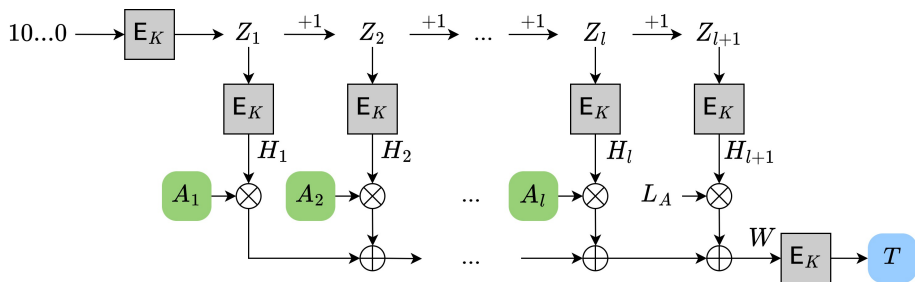 10...0 E_K Z_1 +1 Z_2 +1 ... +1 Z_l +1 Z_{l+1}
E_K E_K E_K E_K
H_1 H_2 H_l H_{l+1}
A_1 A_2 ... A_l L_A
... W E_K T